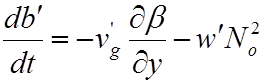 db′/dt = −v′_g ∂β/∂y − w′N_o^2